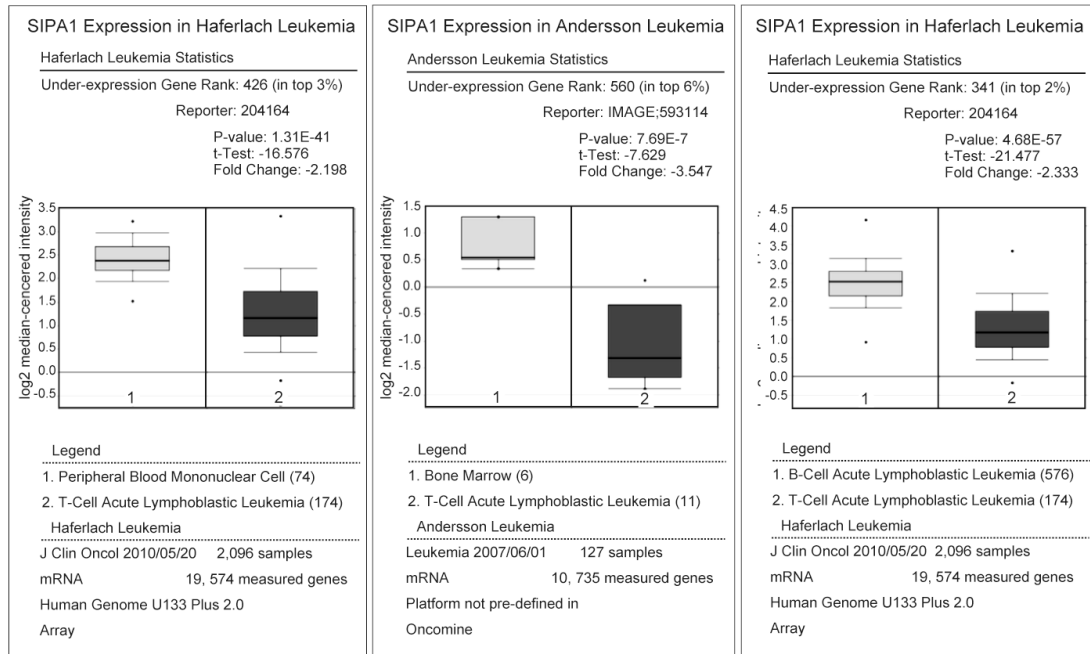 SIPA1 Expression in Haferlach Leukemia
Haferlach Leukemia Statistics
Under-expression Gene Rank: 426 (in top 3%)
Reporter: 204164
P-value: 1.31E-41
t-Test: -16.576
Fold Change: -2.198
log2 median-cencered intensity
3.5
3.0
2.5
2.0
1.5
1.0
0.5
0.0
-0.5
1
2
Legend
1. Peripheral Blood Mononuclear Cell (74)
2. T-Cell Acute Lymphoblastic Leukemia (174)
Haferlach Leukemia
J Clin Oncol 2010/05/20 2,096 samples
mRNA 19, 574 measured genes
Human Genome U133 Plus 2.0
Array
SIPA1 Expression in Andersson Leukemia
Andersson Leukemia Statistics
Under-expression Gene Rank: 560 (in top 6%)
Reporter: IMAGE;593114
P-value: 7.69E-7
t-Test: -7.629
Fold Change: -3.547
log2 median-cencered intensity
1.5
1.0
0.5
0.0
-0.5
-1.0
-1.5
-2.0
1
2
Legend
1. Bone Marrow (6)
2. T-Cell Acute Lymphoblastic Leukemia (11)
Andersson Leukemia
Leukemia 2007/06/01 127 samples
mRNA 10, 735 measured genes
Platform not pre-defined in
Oncomine
SIPA1 Expression in Haferlach Leukemia
Haferlach Leukemia Statistics
Under-expression Gene Rank: 341 (in top 2%)
Reporter: 204164
P-value: 4.68E-57
t-Test: -21.477
Fold Change: -2.333
4.5
4.0
3.5
3.0
2.5
2.0
1.5
1.0
0.5
0.0
-0.5
1
2
Legend
1. B-Cell Acute Lymphoblastic Leukemia (576)
2. T-Cell Acute Lymphoblastic Leukemia (174)
Haferlach Leukemia
J Clin Oncol 2010/05/20 2,096 samples
mRNA 19, 574 measured genes
Human Genome U133 Plus 2.0
Array